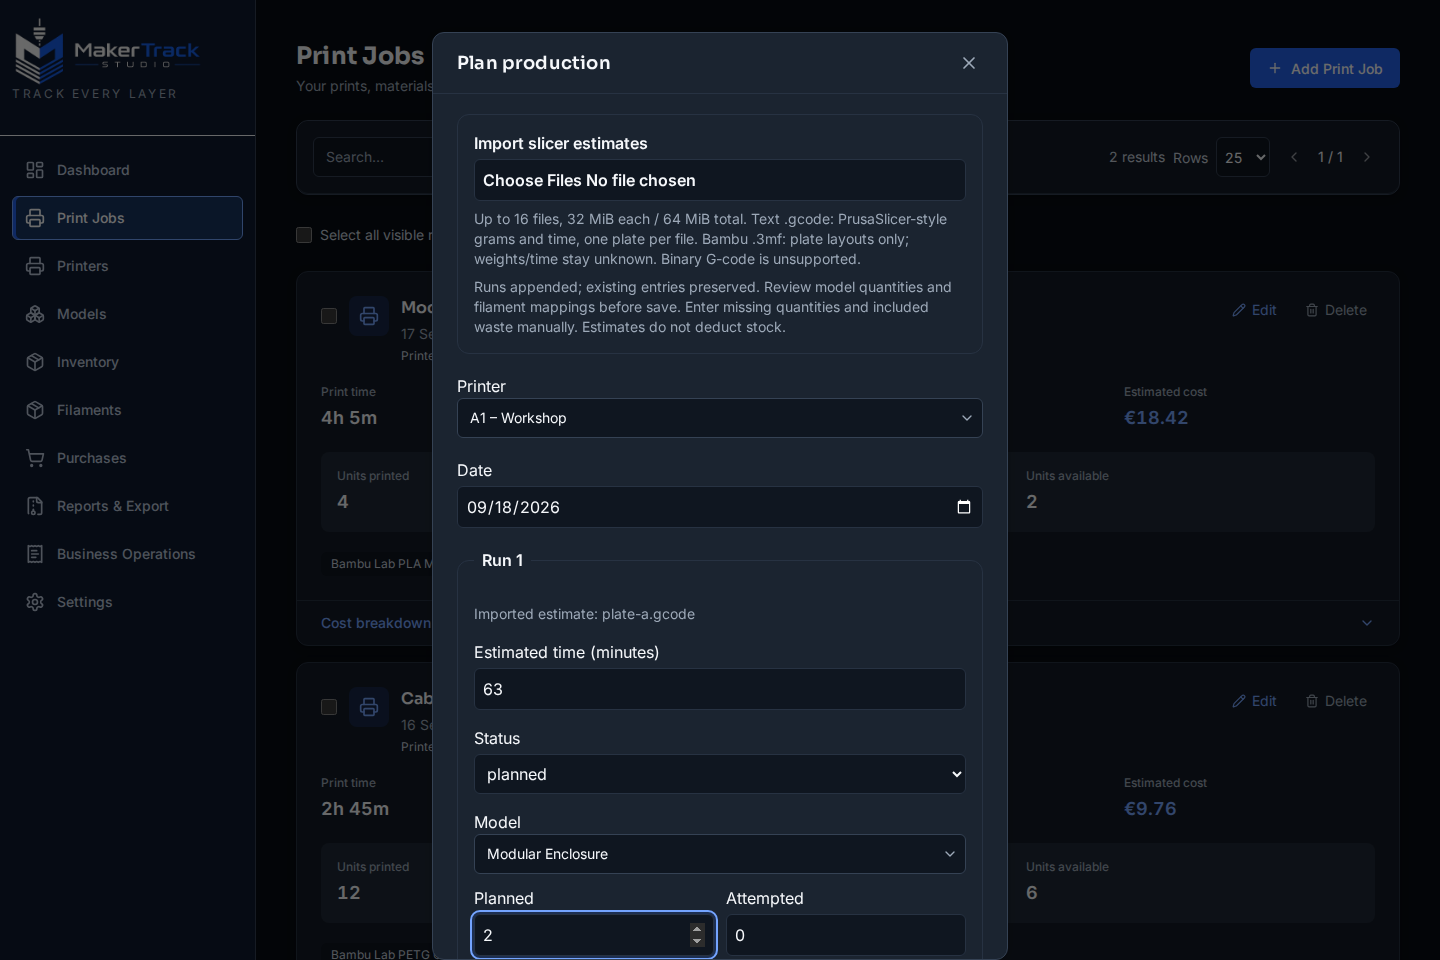 MakerTrack
STUDIO
TRACK EVERY LAYER
Dashboard
Print Jobs
Printers
Models
Inventory
Filaments
Purchases
Reports & Export
Business Operations
Settings
Print Jobs
Your prints, materials
Add Print Job
Search...
2 results
Rows
25
1 / 1
Select all visible
17 Se
Printe
Edit
Delete
Print time
4h 5m
Estimated cost
€18.42
Units printed
4
Units available
2
Bambu Lab PLA M
Cost breakdown
Cab
16 Se
Printe
Edit
Delete
Print time
2h 45m
Estimated cost
€9.76
Units printed
12
Units available
6
Bambu Lab PETG
Plan production
Import slicer estimates
Choose Files No file chosen
Up to 16 files, 32 MiB each / 64 MiB total. Text .gcode: PrusaSlicer-style
grams and time, one plate per file. Bambu .3mf: plate layouts only;
weights/time stay unknown. Binary G-code is unsupported.
Runs appended; existing entries preserved. Review model quantities and
filament mappings before save. Enter missing quantities and included
waste manually. Estimates do not deduct stock.
Printer
A1 – Workshop
Date
09/18/2026
Run 1
Imported estimate: plate-a.gcode
Estimated time (minutes)
63
Status
planned
Model
Modular Enclosure
Planned
Attempted
2
0